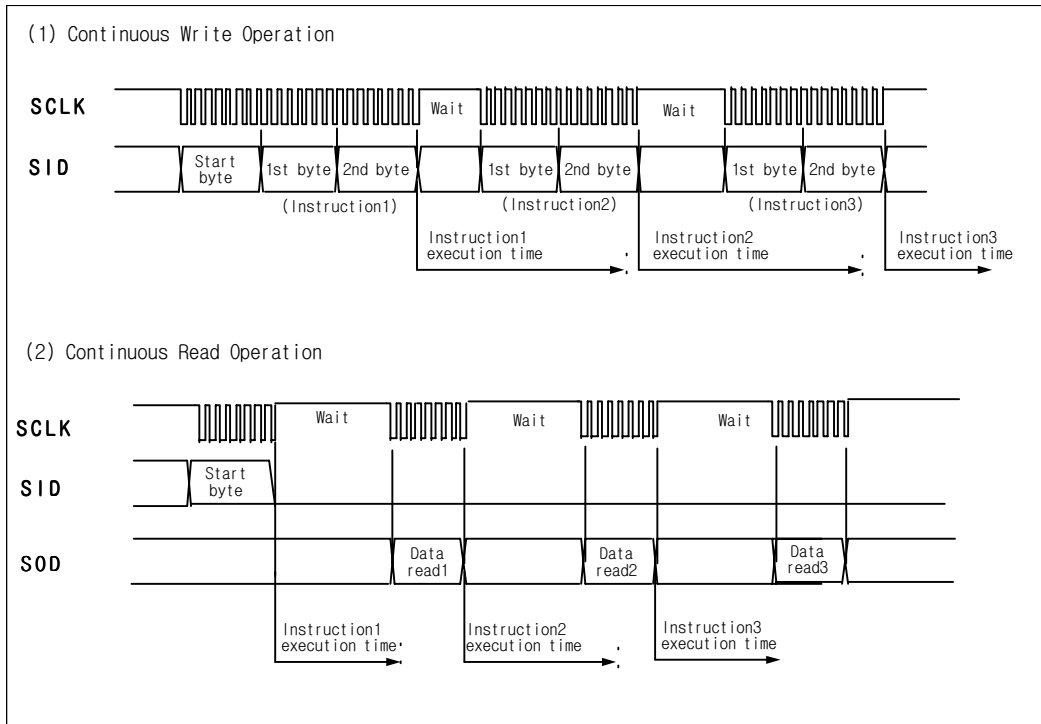 (1) Continuous Write Operation
SCLK
Wait
Wait
SID
Start
byte
1st byte
2nd byte
1st byte
2nd byte
1st byte
2nd byte
(Instruction1)
(Instruction2)
(Instruction3)
Instruction1
execution time
Instruction2
execution time
Instruction3
execution time
(2) Continuous Read Operation
SCLK
Wait
Wait
Wait
SID
Start
byte
SOD
Data
read1
Data
read2
Data
read3
Instruction1
execution time
Instruction2
execution time
Instruction3
execution time